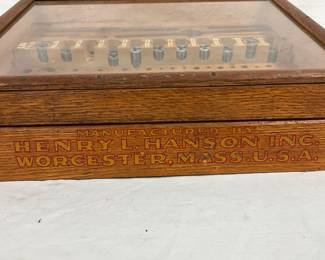 MANUFACTURED BY
HENRY L. HANSON INC.
WORCESTER, MASS. U.S.A.